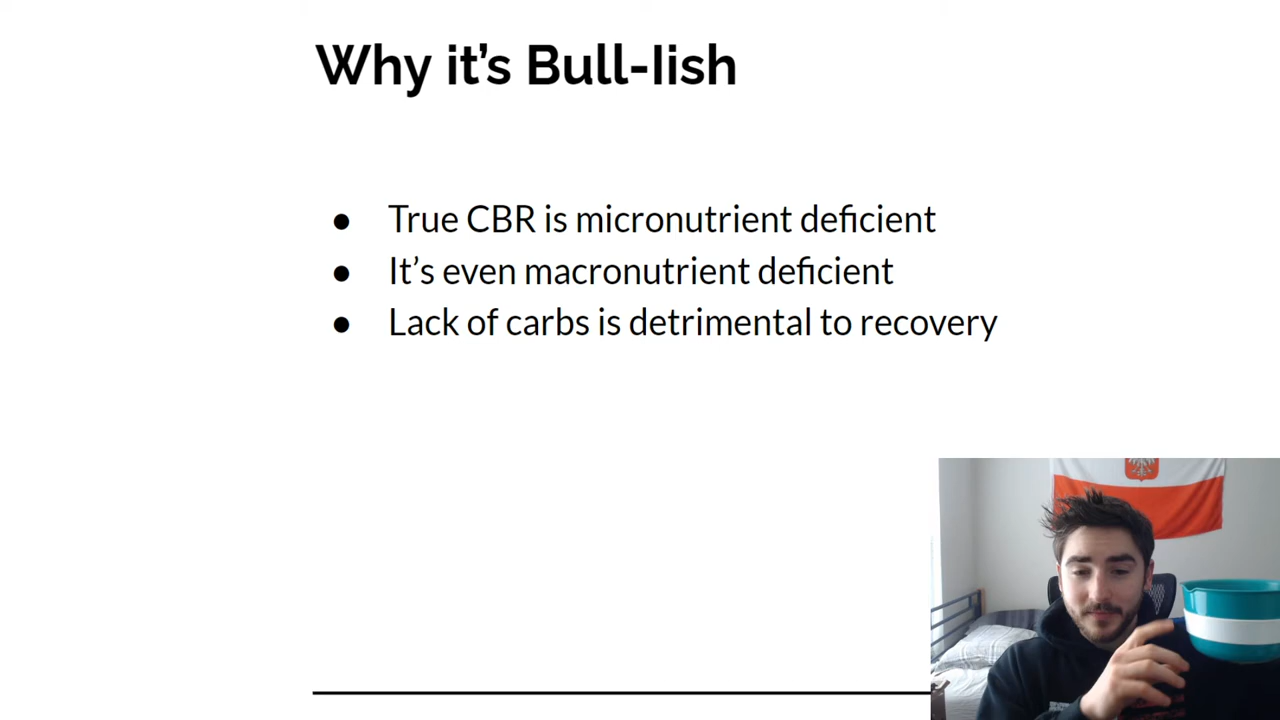 Why it’s Bull-Iish
● True CBR is micronutrient deficient
● It’s even macronutrient deficient
● Lack of carbs is detrimental to recovery